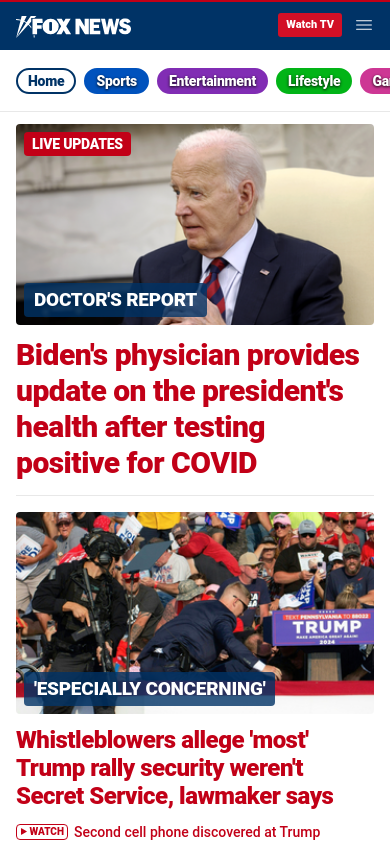 FOX NEWS
Watch TV
Home Sports Entertainment Lifestyle Ga
LIVE UPDATES
DOCTOR'S REPORT
Biden's physician provides
update on the president's
health after testing
positive for COVID
TEXT PENNSYLVANIA TO 88022
TRUMP
MAKE AMERICA GREAT AGAIN!
2024
'ESPECIALLY CONCERNING'
Whistleblowers allege 'most'
Trump rally security weren't
Secret Service, lawmaker says
WATCH Second cell phone discovered at Trump